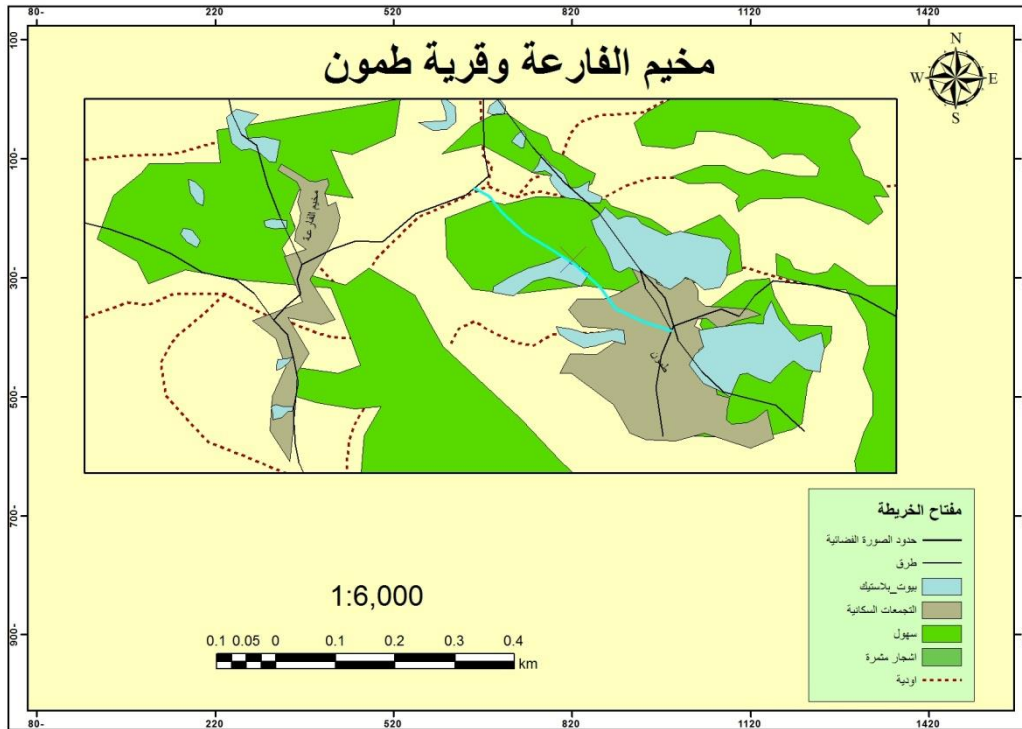 80- 220 520 820 1120 1420
100
100-
300-
500-
700-
900-
مخيم الفارعة وقرية طمون
N
W E
S
مخيم الفارعة
طمون
مفتاح الخريطة
حدود الصورة الفضائية
طرق
بيوت_بلاستيك
التجمعات السكانية
سهول
اشجار مثمرة
اودية
1:6,000
0.1 0.05 0 0.1 0.2 0.3 0.4
km
80- 220 520 820 1120 1420